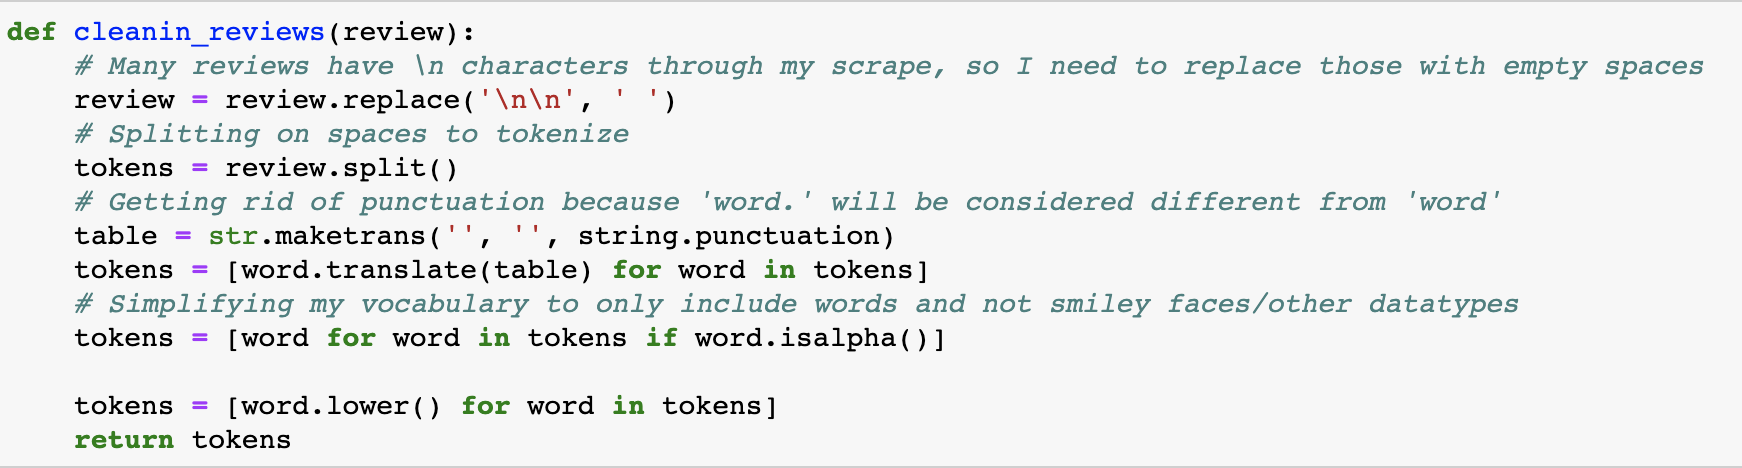 def cleanin_reviews(review):
    # Many reviews have \n characters through my scrape, so I need to replace those with empty spaces
    review = review.replace('\n\n', ' ')
    # Splitting on spaces to tokenize
    tokens = review.split()
    # Getting rid of punctuation because 'word.' will be considered different from 'word'
    table = str.maketrans('', '', string.punctuation)
    tokens = [word.translate(table) for word in tokens]
    # Simplifying my vocabulary to only include words and not smiley faces/other datatypes
    tokens = [word for word in tokens if word.isalpha()]

    tokens = [word.lower() for word in tokens]
    return tokens